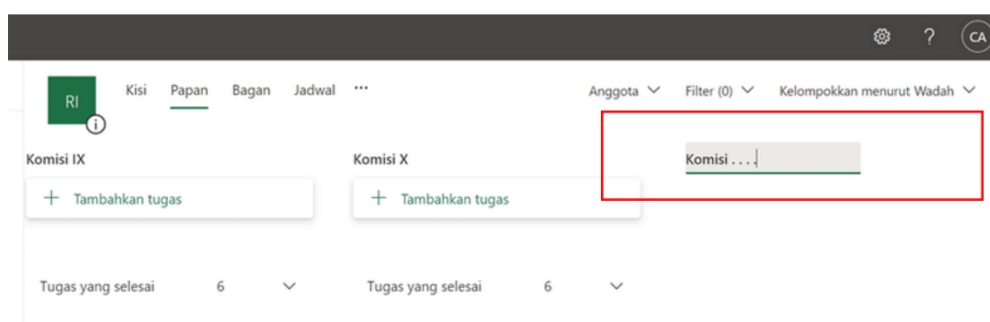 ? CA
RI Kisi Papan Bagan Jadwal ··· Anggota Filter (0) Kelompokkan menurut Wadah
Komisi IX Komisi X Komisi . . . .
+ Tambahkan tugas + Tambahkan tugas
Tugas yang selesai 6 Tugas yang selesai 6